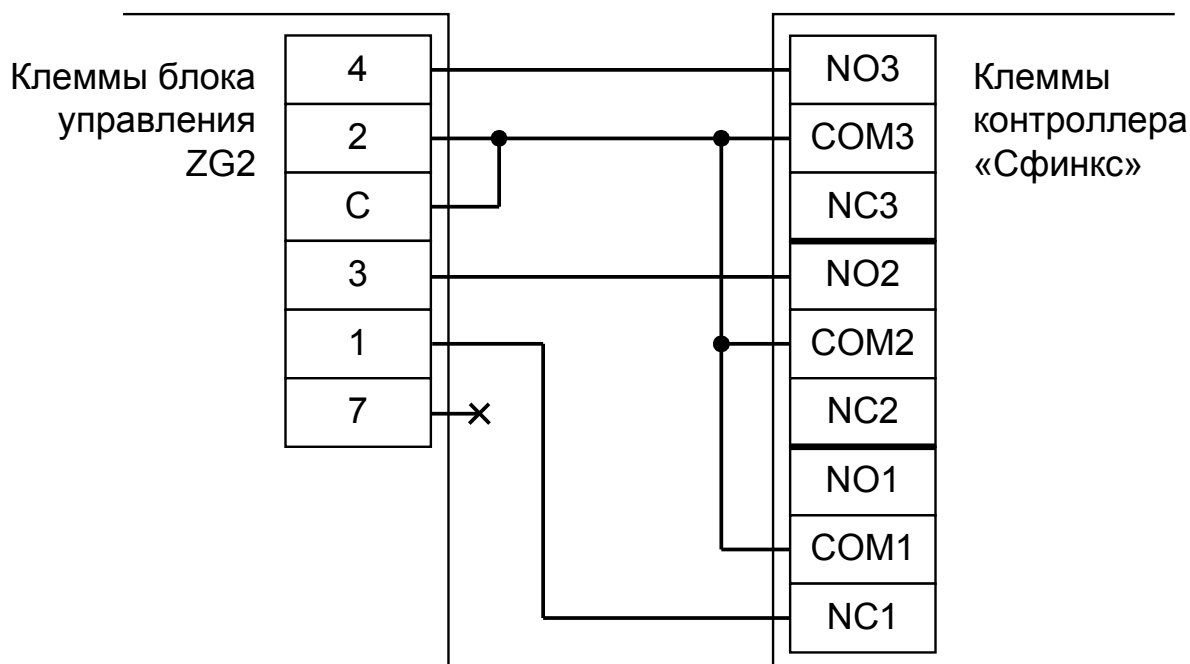 Клеммы блока
управления
ZG2
4
2
C
3
1
7
NO3
COM3
NC3
NO2
COM2
NC2
NO1
COM1
NC1
Клеммы
контроллера
«Сфинкс»